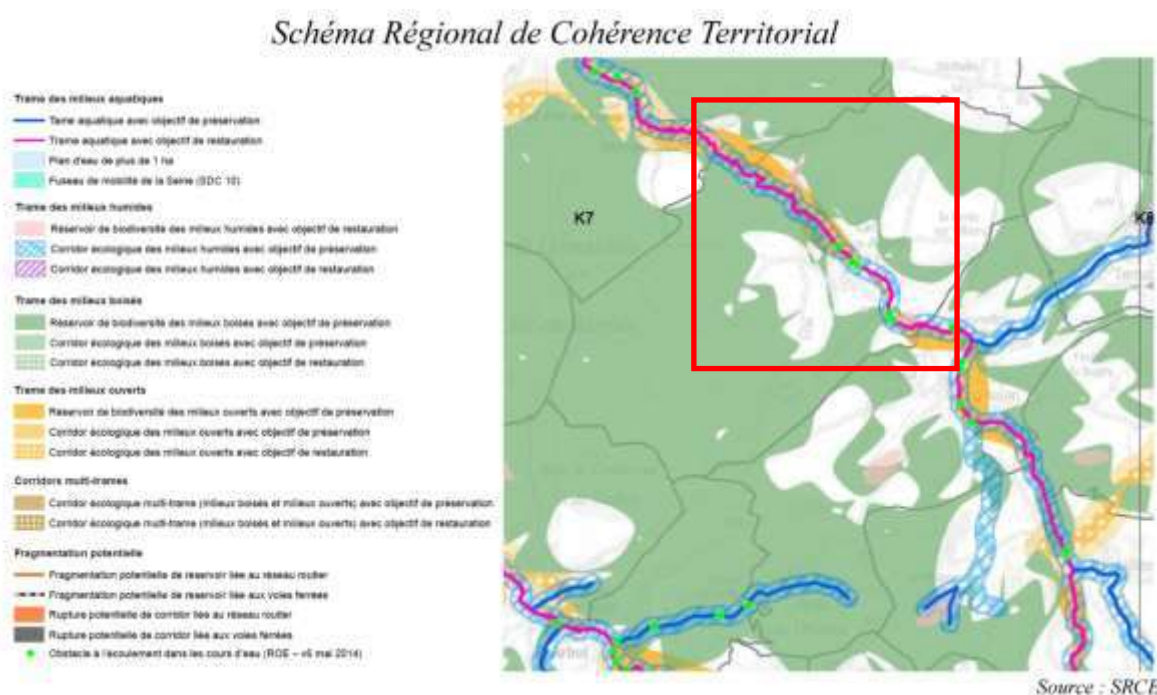 Schéma Régional de Cohérence Territorial
Trame des milieux aquatiques
Tame aquatique avec objectif de préservation
Trame aquatique avec objectif de restauration
Plan d'eau de plus de 1 ha
Fuseau de mobilité de la Seine (SDC 10)
Trame des milieux humides
Réservoir de biodiversité des milieux humides avec objectif de restauration
Corridor écologique des milieux humides avec objectif de préservation
Corridor écologique des milieux humides avec objectif de restauration
Trame des milieux boisés
Réservoir de biodiversité des milieux boisés avec objectif de préservation
Corridor écologique des milieux boisés avec objectif de préservation
Corridor écologique des milieux boisés avec objectif de restauration
Trame des milieux ouverts
Réservoir de biodiversité des milieux ouverts avec objectif de préservation
Corridor écologique des milieux ouverts avec objectif de préservation
Corridor écologique des milieux ouverts avec objectif de restauration
Corridors multi-trames
Corridor écologique multi-trame (milieux boisés et milieux ouverts) avec objectif de préservation
Corridor écologique multi-trame (milieux boisés et milieux ouverts) avec objectif de restauration
Fragmentation potentielle
Fragmentation potentielle de reservoir liée au réseau routier
Fragmentation potentielle de reservoir liée aux voies ferrées
Rupture potentielle de corridor liée au réseau routier
Rupture potentielle de corridor liée aux voies ferrées
Obstacle à l'écoulement dans les cours d'eau (ROE – v5 mai 2014)
K7
Source : SRCE